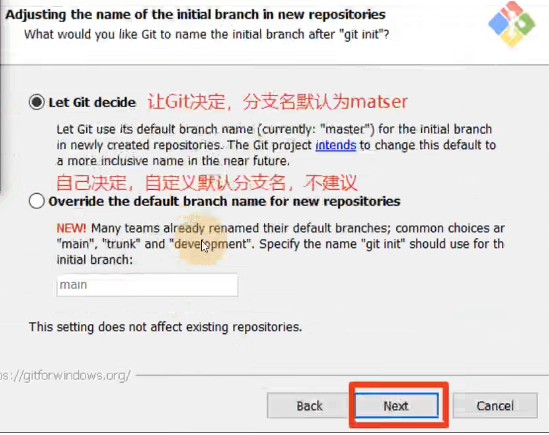 Adjusting the name of the initial branch in new repositories
What would you like Git to name the initial branch after "git init"?
Let Git decide 让Git决定，分支名默认为matser
Let Git use its default branch name (currently: "master") for the initial branch
in newly created repositories. The Git project intends to change this default to
a more inclusive name in the near future.
自己决定，自定义默认分支名，不建议
Override the default branch name for new repositories
NEW! Many teams already renamed their default branches; common choices ar
"main", "trunk" and "development". Specify the name "git init" should use for th
initial branch:
main
This setting does not affect existing repositories.
ps://gitforwindows.org/
Back Next Cancel